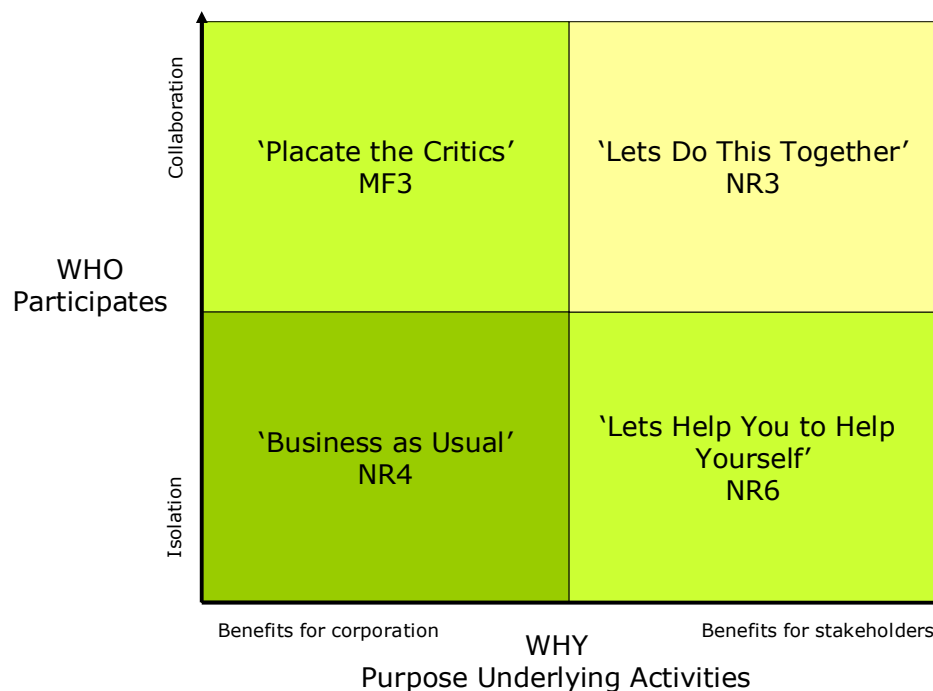 Collaboration
‘Placate the Critics’
MF3
‘Lets Do This Together’
NR3
WHO
Participates
Isolation
‘Business as Usual’
NR4
‘Lets Help You to Help
Yourself’
NR6
Benefits for corporation
Benefits for stakeholders
WHY
Purpose Underlying Activities